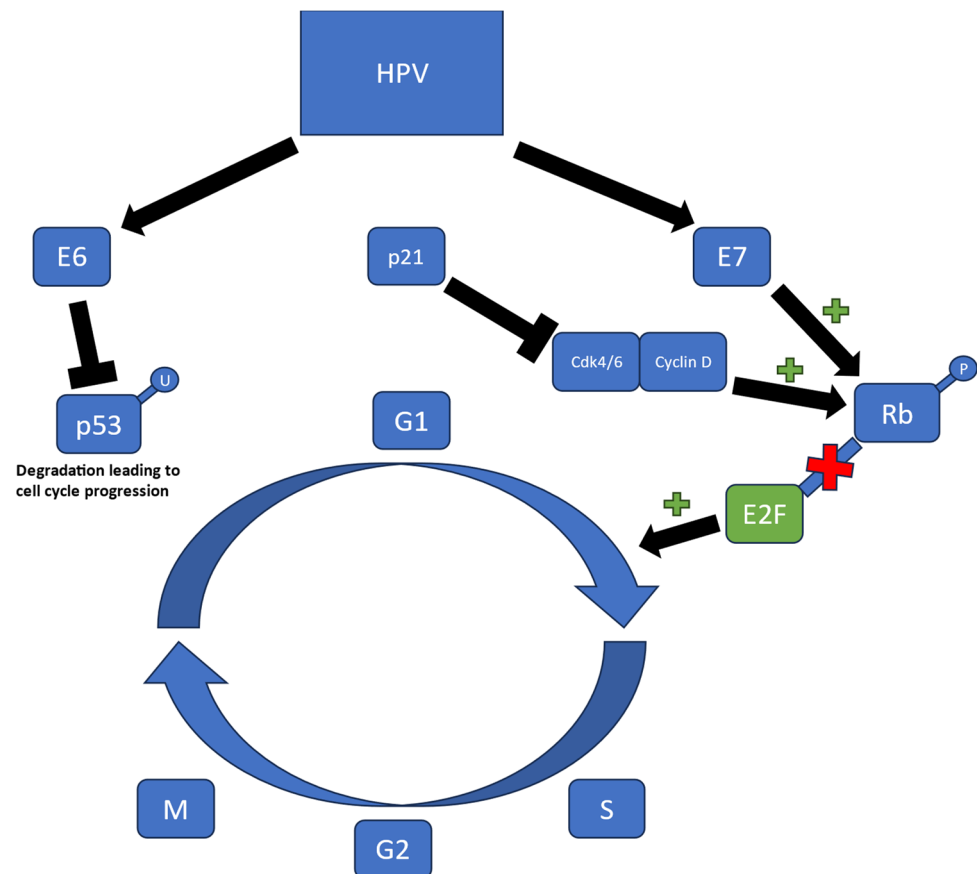 HPV
E6
p21
E7
Cdk4/6
Cyclin D
P
U
Rb
p53
G1
Degradation leading to
cell cycle progression
E2F
M
S
G2